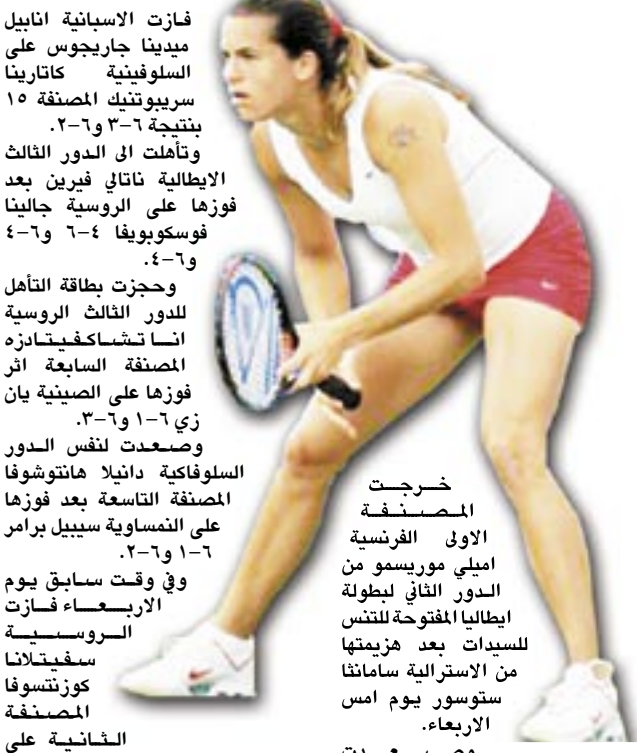 خرجت
المصنفة
الاولى الفرنسية
اميلي موريسمو من
الدور الثاني لبطولة
ايطاليا المفتوحة للتنس
للسيدات بعد هزيمتها
من الاسترالية سامانثا
ستوسور يوم امس
الاربعاء.
فازت الاسبانية انابيل
ميدينا جاريجوس على
السلوفينية كاتارينا
سريبوتنيك المصنفة ١٥
بنتيجة ٦-٣ و٦-٢.
وتأهلت الى الدور الثالث
الايطالية ناتالي فيرين بعد
فوزها على الروسية جالينا
فوسكوبويفا ٤-٦ و٦-٤
و٦-٤.
وحجزت بطاقة التأهل
للدور الثالث الروسية
انا تشاكفيتادزه
المصنفة السابعة اثر
فوزها على الصينية يان
زي ٦-١ و٦-٣.
وصعدت لنفس الدور
السلوفاكية دانيلا هانتوشوفا
المصنفة التاسعة بعد فوزها
على النمساوية سيبيل برامر
٦-١ و٦-٢.
وفي وقت سابق يوم
الاربعاء فازت
الروسية
سفيتلانا
كوزنتسوفا
المصنفة
الثانية على